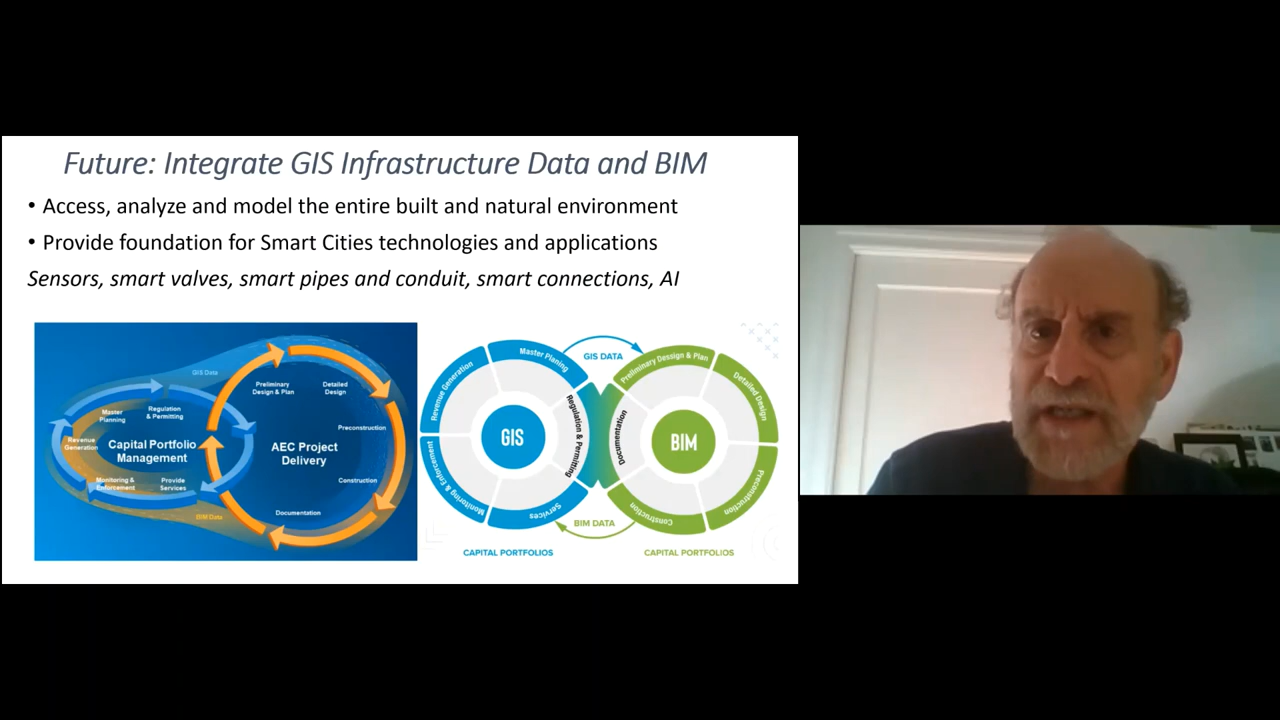 Future: Integrate GIS Infrastructure Data and BIM
• Access, analyze and model the entire built and natural environment
• Provide foundation for Smart Cities technologies and applications
Sensors, smart valves, smart pipes and conduit, smart connections, AI
GIS Data
Master
Planning
Regulation
& Permitting
Revenue
Generation
Capital Portfolio
Management
Monitoring &
Enforcement
Provide
Services
BIM Data
Preliminary
Design & Plan
Detailed
Design
Preconstruction
AEC Project
Delivery
Construction
Documentation
GIS DATA
Master Planing
Revenue Generation
Regulation & Permitting
GIS
Monitoring & Enforcement
Services
Preliminary Dessign & Plan
Detailed Design
Documentation
BIM
Preconstruction
Construction
BIM DATA
CAPITAL PORTFOLIOS
CAPITAL PORTFOLIOS